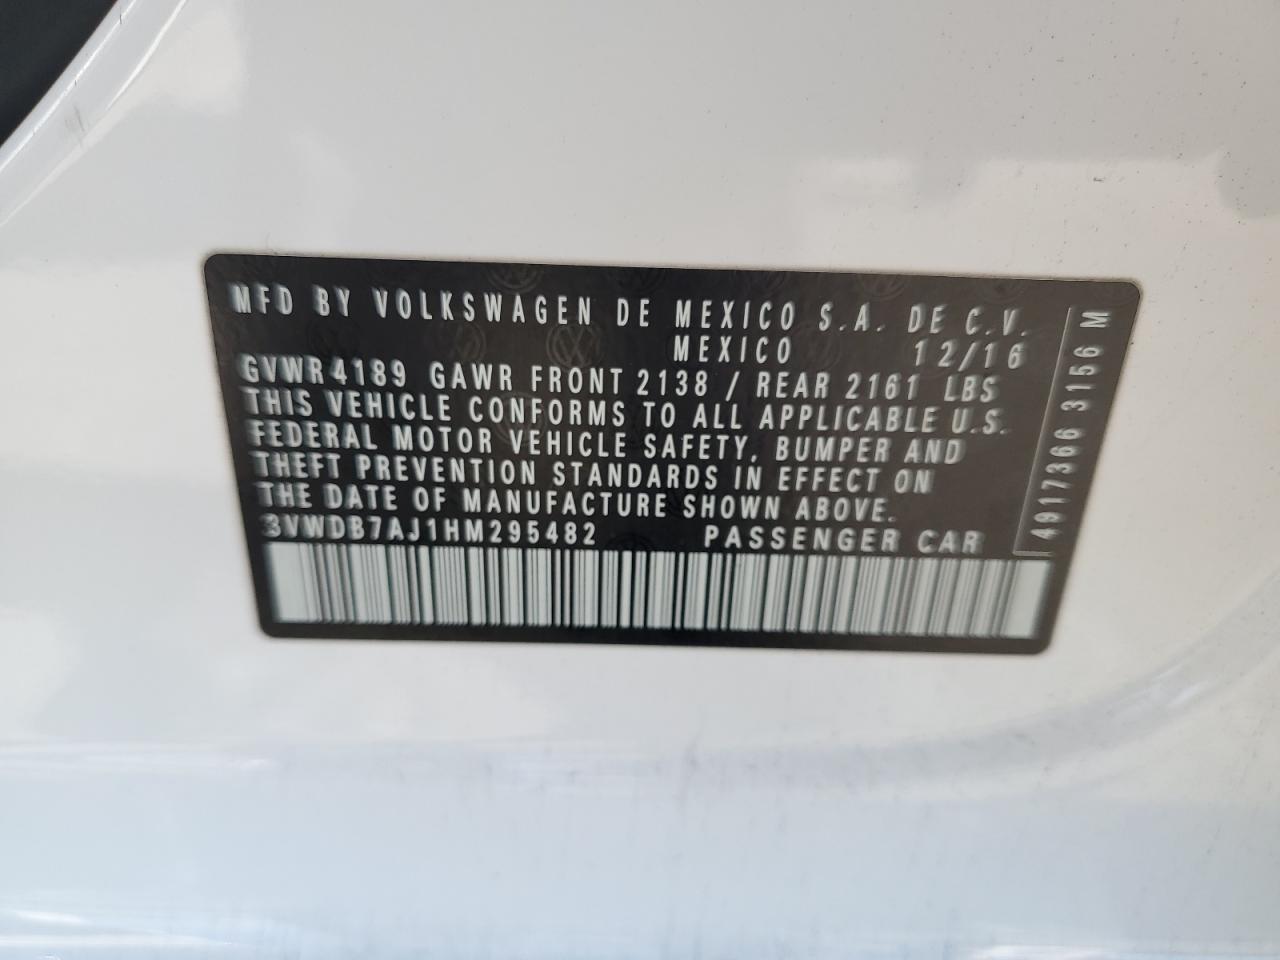 MFD BY VOLKSWAGEN DE MEXICO S.A. DE C.V.
MEXICO 12/16
GVWR 4189 GAWR FRONT 2138 / REAR 2161 LBS
THIS VEHICLE CONFORMS TO ALL APPLICABLE U.S.
FEDERAL MOTOR VEHICLE SAFETY, BUMPER AND
THEFT PREVENTION STANDARDS IN EFFECT ON
THE DATE OF MANUFACTURE SHOWN ABOVE.
3VWDB7AJ1HM295482 PASSENGER CAR
4917366 3156 M